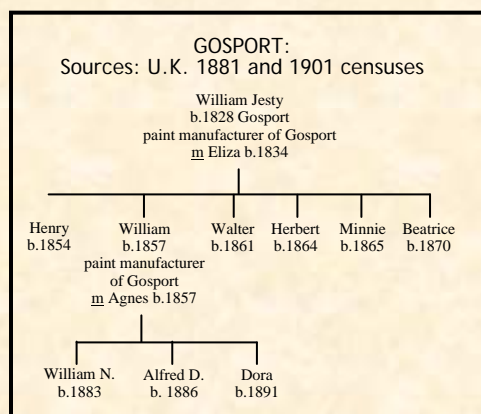 GOSPORT:
Sources: U.K. 1881 and 1901 censuses
William Jesty
b.1828 Gosport
paint manufacturer of Gosport
m Eliza b.1834
Henry
b.1854
William
b.1857
paint manufacturer
of Gosport
m Agnes b.1857
Walter
b.1861
Herbert
b.1864
Minnie
b.1865
Beatrice
b.1870
William N.
b.1883
Alfred D.
b. 1886
Dora
b.1891